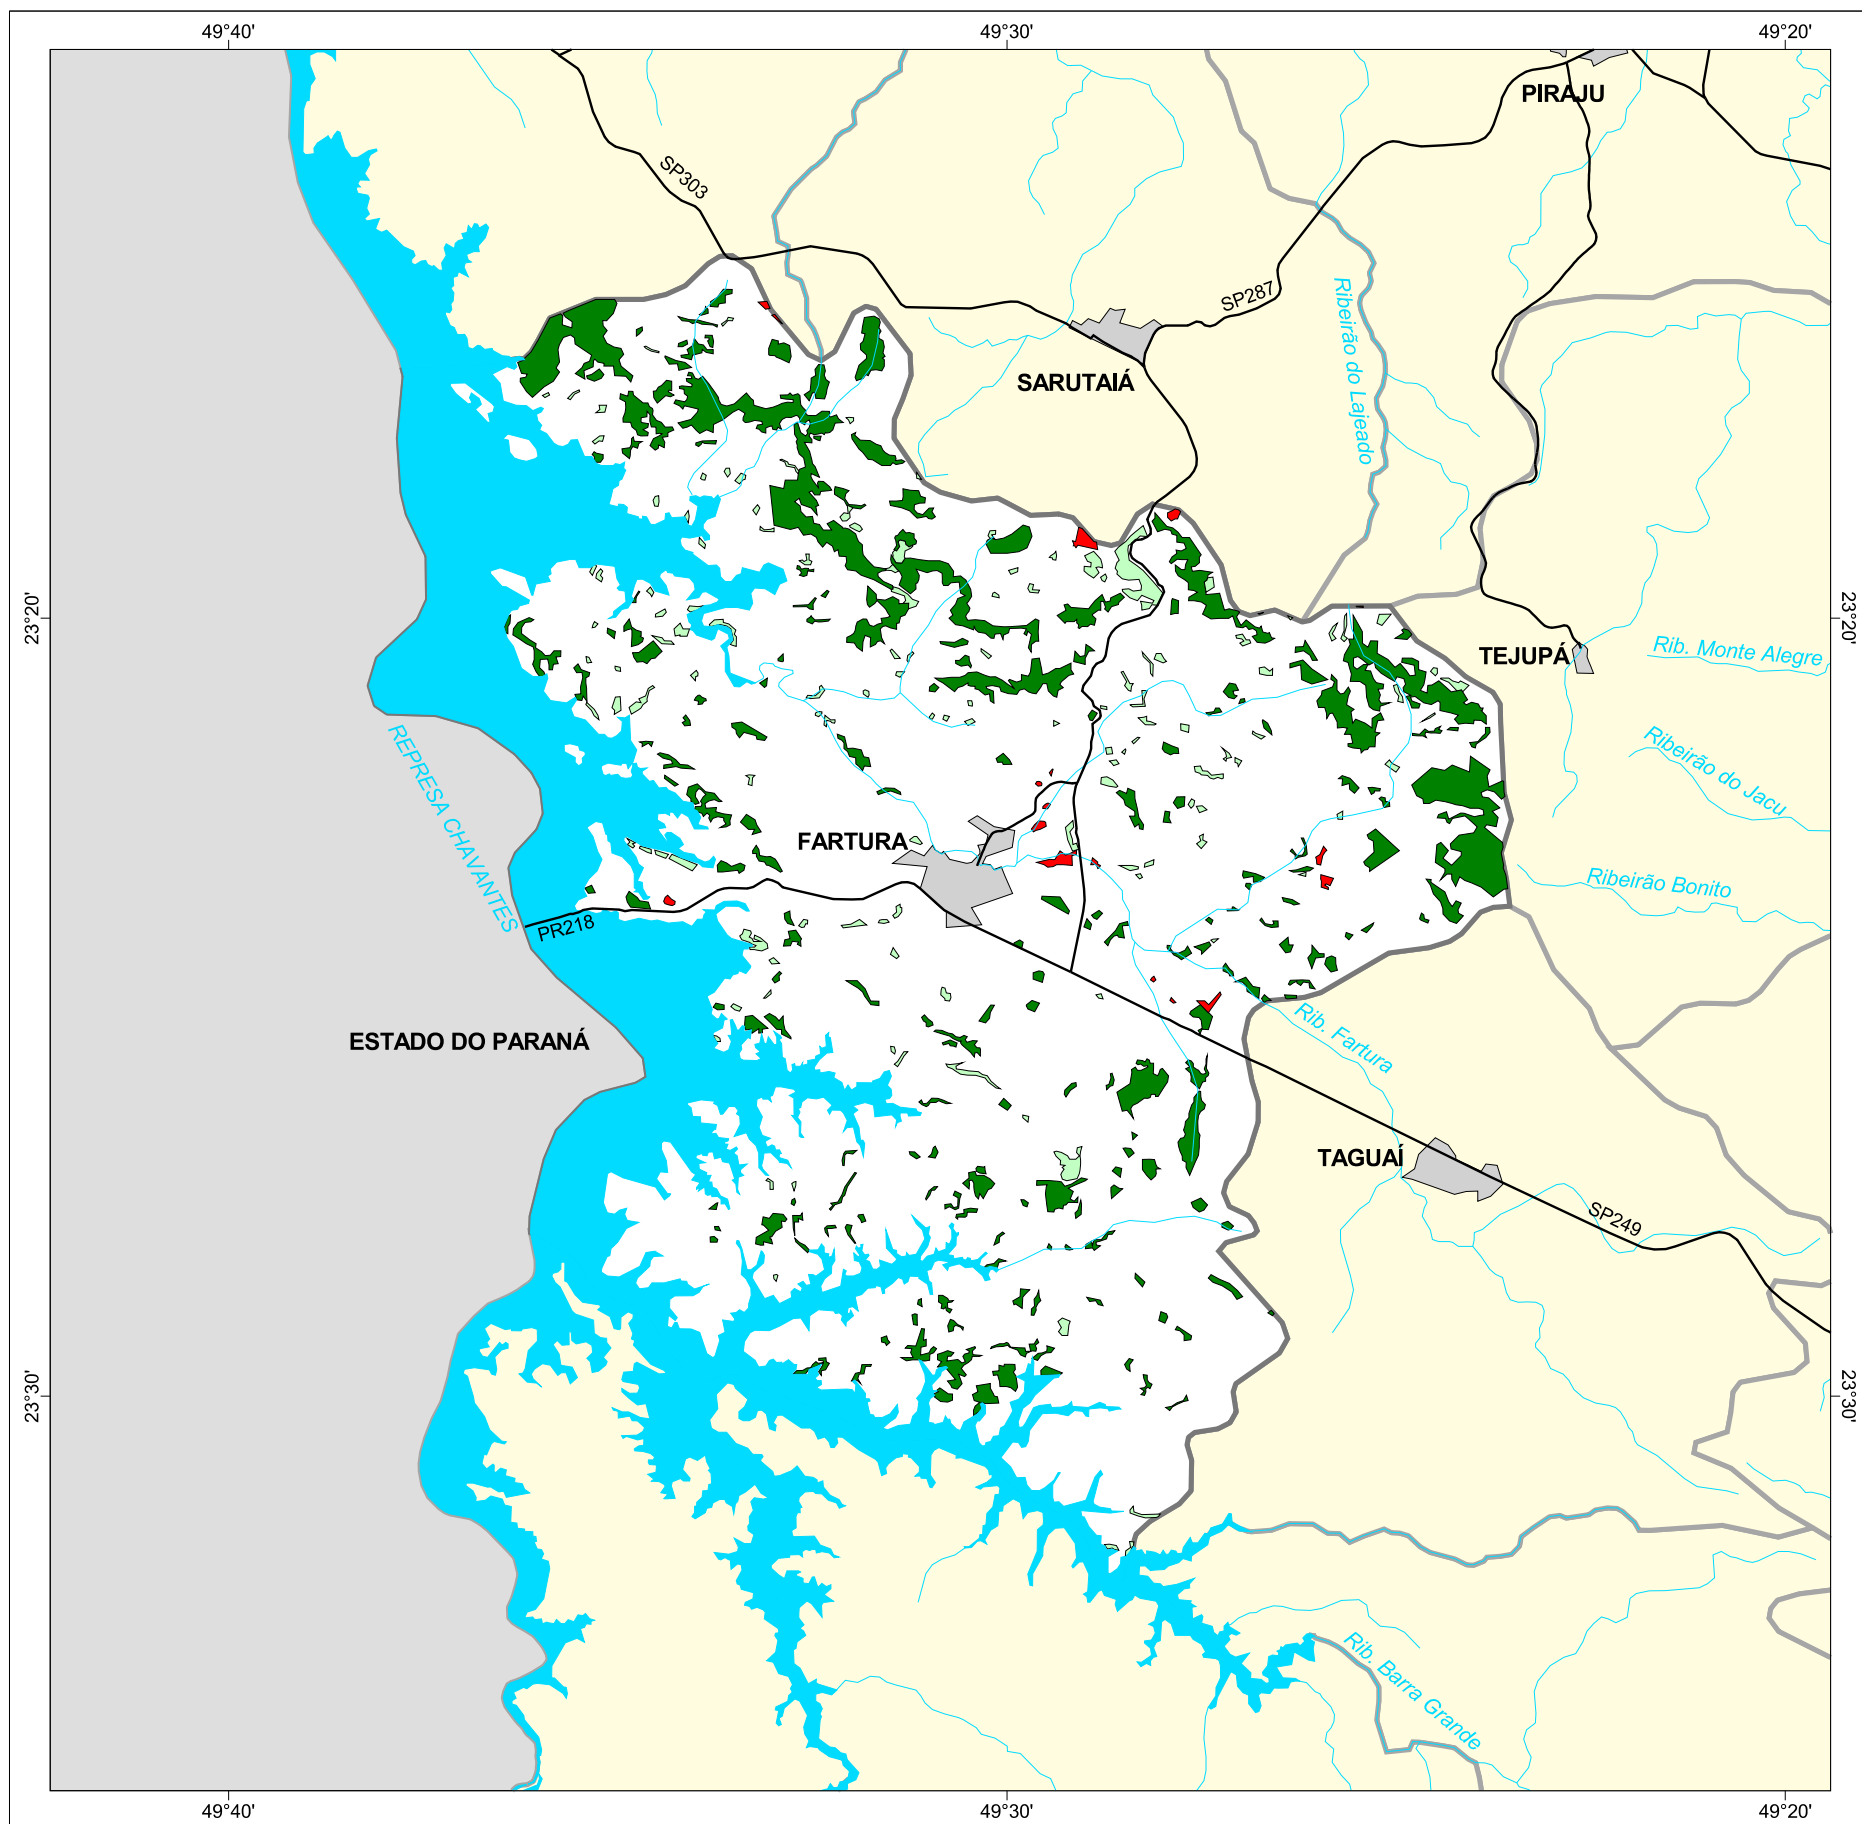 49°40'
49°30'
49°20'
PIRAJU
SP303
SP287
Ribeirão do Lajeado
SARUTAIÁ
23°20'
23°20'
TEJUPÁ
Rib. Monte Alegre
Ribeirão do Jacu
REPRESA CHAVANTES
FARTURA
Ribeirão Bonito
PR218
ESTADO DO PARANÁ
Rib. Fartura
TAGUAÍ
SP249
23°30'
23°30'
Rib. Barra Grande
49°40'
49°30'
49°20'